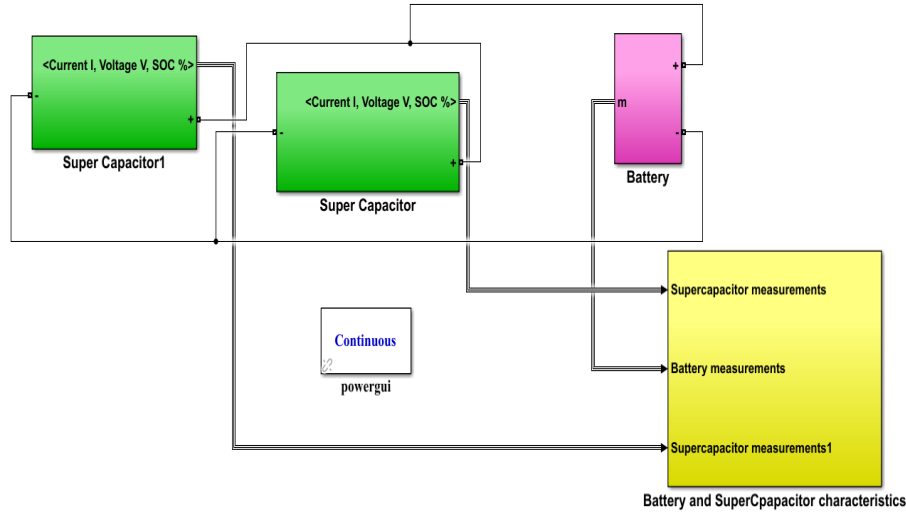 <Current I, Voltage V, SOC %>
-
+
Super Capacitor1
<Current I, Voltage V, SOC %>
-
+
Super Capacitor
+
m
-
Battery
Supercapacitor measurements
Battery measurements
Supercapacitor measurements1
Battery and SuperCpapacitor characteristics
Continuous
powergui